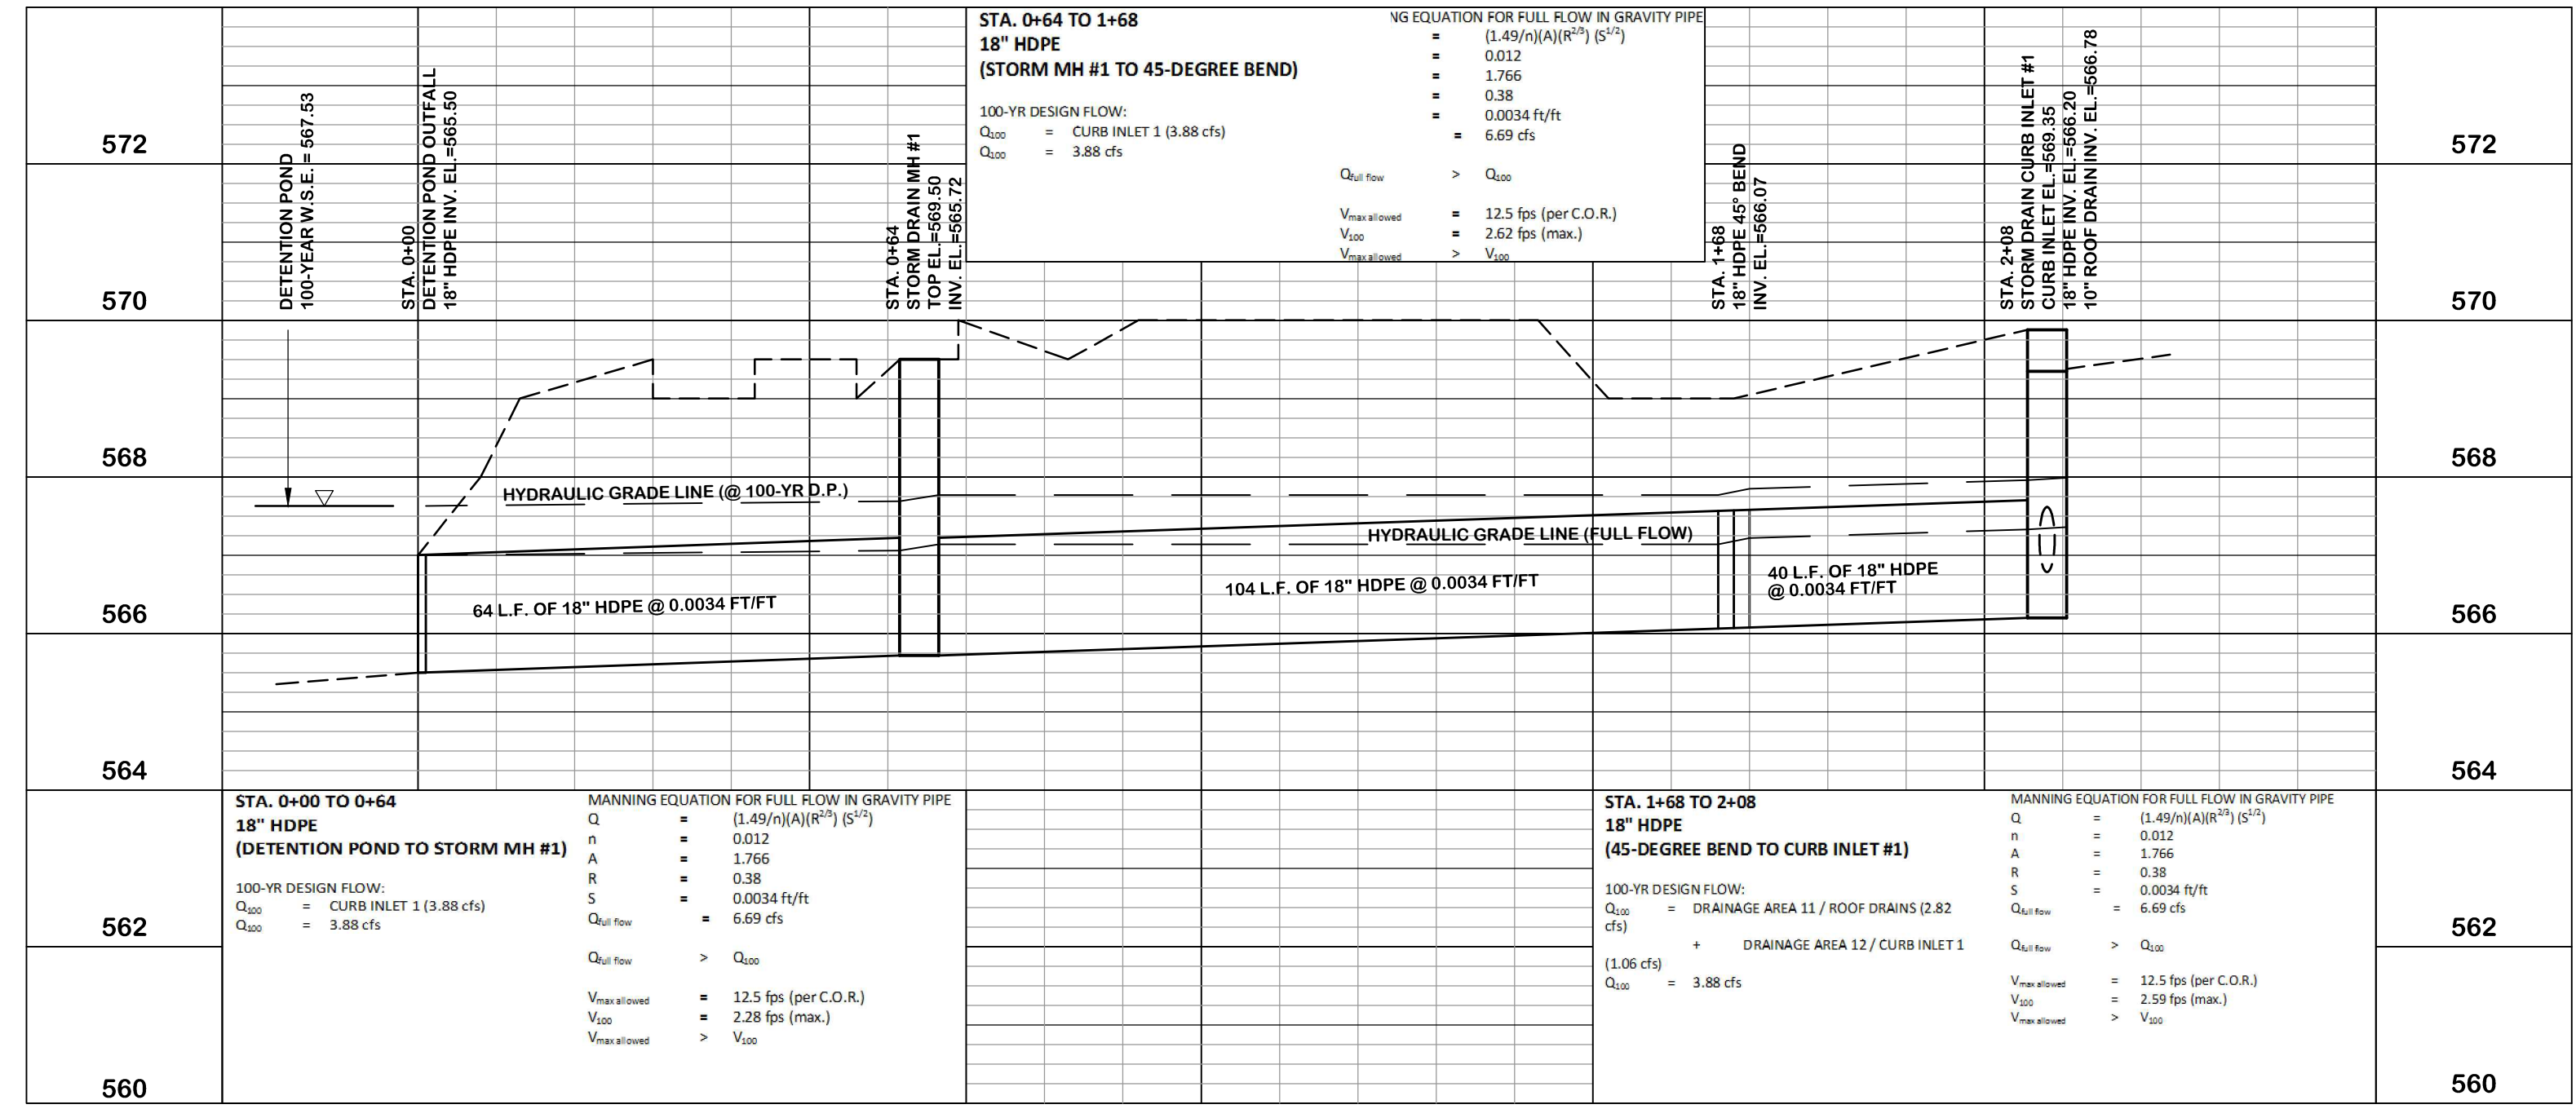 572
570
568
566
564
562
560
572
570
568
566
564
562
560
DETENTION POND
100-YEAR W.S.E.= 567.53
STA. 0+00
DETENTION POND OUTFALL
18" HDPE INV. EL.=565.50
STA. 0+64
STORM DRAIN MH #1
TOP EL.=569.50
INV. EL.=565.72
STA. 0+64 TO 1+68
18" HDPE
(STORM MH #1 TO 45-DEGREE BEND)
100-YR DESIGN FLOW:
Q100 = CURB INLET 1 (3.88 cfs)
Q100 = 3.88 cfs
NG EQUATION FOR FULL FLOW IN GRAVITY PIPE
= (1.49/n)(A)(R^2/3) (S^1/2)
= 0.012
= 1.766
= 0.38
= 0.0034 ft/ft
= 6.69 cfs
Qfull flow > Q100
Vmax allowed = 12.5 fps (per C.O.R.)
V100 = 2.62 fps (max.)
Vmax allowed > V100
STA. 1+68
18" HDPE 45° BEND
INV. EL.=566.07
STA. 2+08
STORM DRAIN CURB INLET #1
CURB INLET EL.=569.35
18" HDPE INV. EL.=566.20
10" ROOF DRAIN INV. EL.=566.78
HYDRAULIC GRADE LINE (@ 100-YR D.P.)
HYDRAULIC GRADE LINE (FULL FLOW)
64 L.F. OF 18" HDPE @ 0.0034 FT/FT
104 L.F. OF 18" HDPE @ 0.0034 FT/FT
40 L.F. OF 18" HDPE
@ 0.0034 FT/FT
STA. 0+00 TO 0+64
18" HDPE
(DETENTION POND TO STORM MH #1)
100-YR DESIGN FLOW:
Q100 = CURB INLET 1 (3.88 cfs)
Q100 = 3.88 cfs
MANNING EQUATION FOR FULL FLOW IN GRAVITY PIPE
Q = (1.49/n)(A)(R^2/3) (S^1/2)
n = 0.012
A = 1.766
R = 0.38
S = 0.0034 ft/ft
Qfull flow = 6.69 cfs
Qfull flow > Q100
Vmax allowed = 12.5 fps (per C.O.R.)
V100 = 2.28 fps (max.)
Vmax allowed > V100
STA. 1+68 TO 2+08
18" HDPE
(45-DEGREE BEND TO CURB INLET #1)
100-YR DESIGN FLOW:
Q100 = DRAINAGE AREA 11 / ROOF DRAINS (2.82
cfs)
+ DRAINAGE AREA 12 / CURB INLET 1
(1.06 cfs)
Q100 = 3.88 cfs
MANNING EQUATION FOR FULL FLOW IN GRAVITY PIPE
Q = (1.49/n)(A)(R^2/3) (S^1/2)
n = 0.012
A = 1.766
R = 0.38
S = 0.0034 ft/ft
Qfull flow = 6.69 cfs
Qfull flow > Q100
Vmax allowed = 12.5 fps (per C.O.R.)
V100 = 2.59 fps (max.)
Vmax allowed > V100